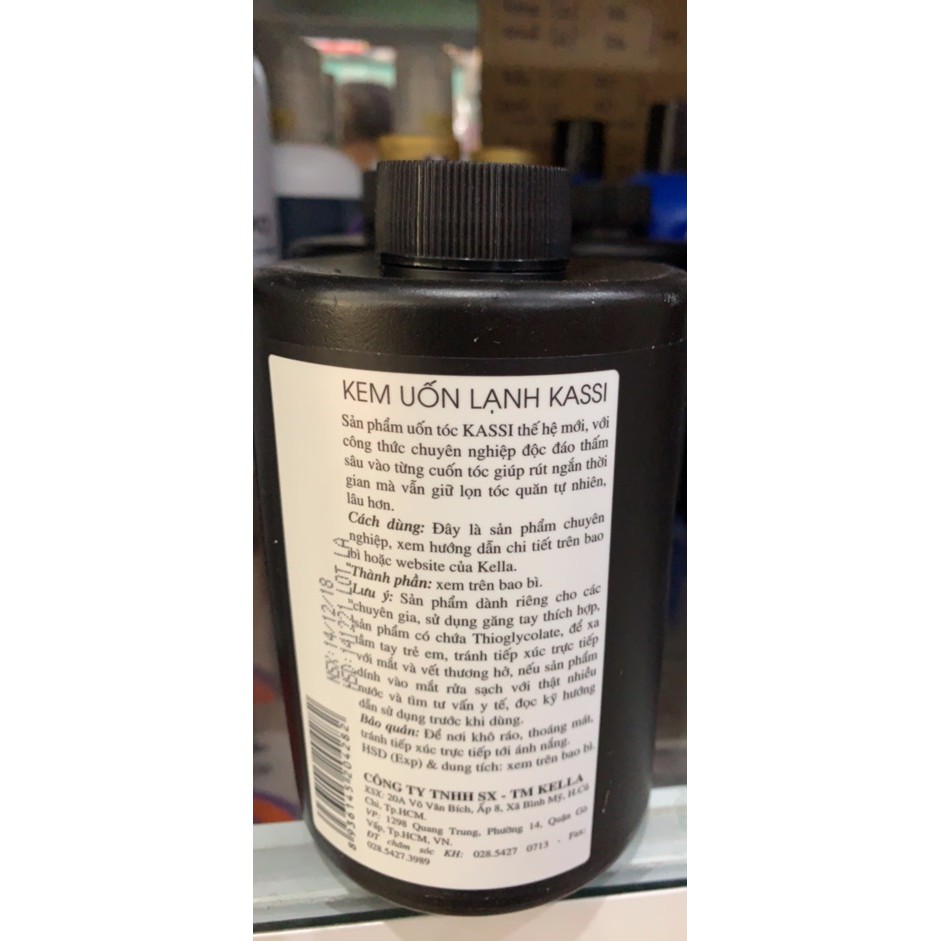 KEM UỐN LẠNH KASSI
Sản phẩm uốn tóc KASSI thế hệ mới, với
công thức chuyên nghiệp độc đáo thấm
sâu vào từng cuốn tóc giúp rút ngắn thời
gian mà vẫn giữ lọn tóc quăn tự nhiên,
lâu hơn.
Cách dùng: Đây là sản phẩm chuyên
nghiệp, xem hướng dẫn chi tiết trên bao
bì hoặc website của Kella.
Thành phần: xem trên bao bì.
Lưu ý: Sản phẩm dành riêng cho các
chuyên gia, sử dụng găng tay thích hợp,
sản phẩm có chứa Thioglycolate, để xa
tầm tay trẻ em, tránh tiếp xúc trực tiếp
với mắt và vết thương hở, nếu sản phẩm
dính vào mắt rửa sạch với thật nhiều
nước và tìm tư vấn y tế, đọc kỹ hướng
dẫn sử dụng trước khi dùng.
Bảo quản: Để nơi khô ráo, thoáng mát,
tránh tiếp xúc trực tiếp tới ánh nắng.
HSD (Exp) & dung tích: xem trên bao bì.
CÔNG TY TNHH SX - TM KELLA
XSX: 20A Võ Văn Bích, Ấp 8, Xã Bình Mỹ, H.Củ
Chi, Tp.HCM.
VP: 1298 Quang Trung, Phường 14, Quận Gò
Vấp, Tp.HCM, VN.
ĐT chăm sóc KH: 028.5427 0713 - Fax:
028.5427.3989
NSX: 14/12/18
HSD: 141221 LOT LA
8936145204282